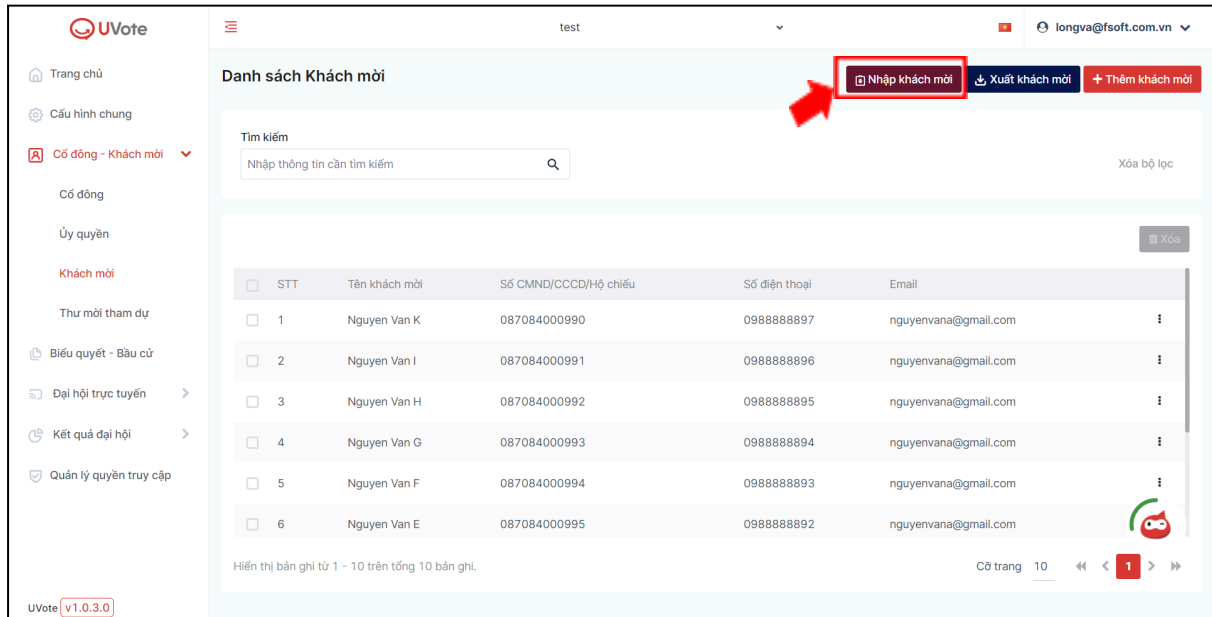 UVote
test
longva@fsoft.com.vn
Trang chủ
Cấu hình chung
Cổ đông - Khách mời
Cổ đông
Ủy quyền
Khách mời
Thư mời tham dự
Biểu quyết - Bầu cử
Đại hội trực tuyến
Kết quả đại hội
Quản lý quyền truy cập
UVote v1.0.3.0
Danh sách Khách mời
Nhập khách mời
Xuất khách mời
+ Thêm khách mời
Tìm kiếm
Nhập thông tin cần tìm kiếm
Xóa bộ lọc
Xóa
STT Tên khách mời Số CMND/CCCD/Hộ chiếu Số điện thoại Email
1 Nguyen Van K 087084000990 0988888897 nguyenvana@gmail.com
2 Nguyen Van I 087084000991 0988888896 nguyenvana@gmail.com
3 Nguyen Van H 087084000992 0988888895 nguyenvana@gmail.com
4 Nguyen Van G 087084000993 0988888894 nguyenvana@gmail.com
5 Nguyen Van F 087084000994 0988888893 nguyenvana@gmail.com
6 Nguyen Van E 087084000995 0988888892 nguyenvana@gmail.com
Hiển thị bản ghi từ 1 - 10 trên tổng 10 bản ghi.
Cỡ trang 10
1